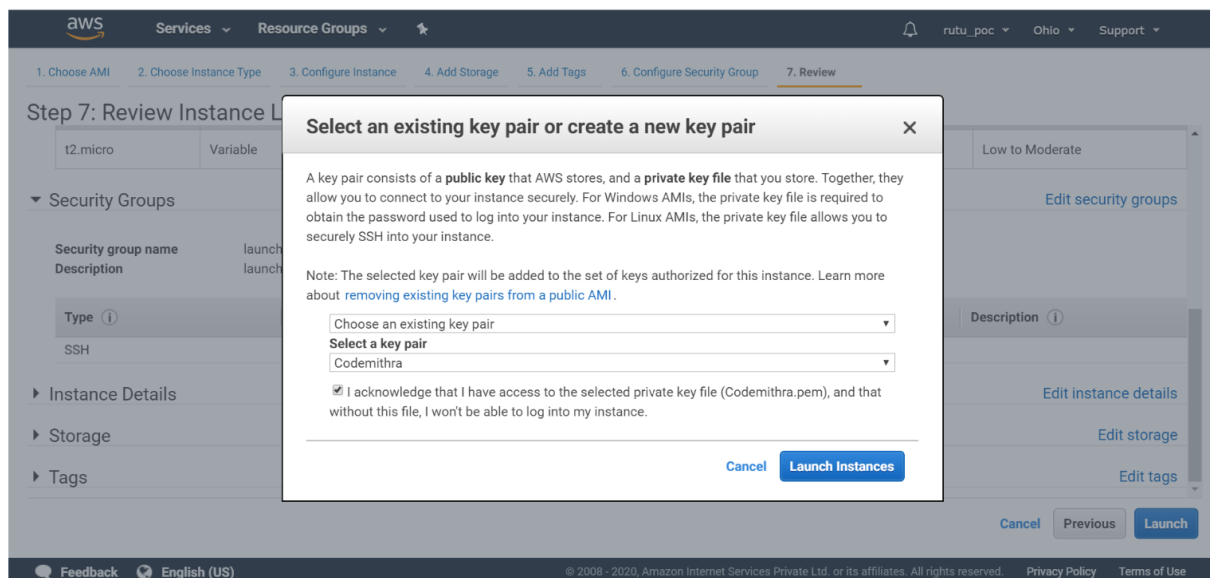 aws Services Resource Groups rutu_poc Ohio Support
1. Choose AMI 2. Choose Instance Type 3. Configure Instance 4. Add Storage 5. Add Tags 6. Configure Security Group 7. Review
Step 7: Review Instance L
t2.micro Variable Low to Moderate
Security Groups Edit security groups
Security group name launch
Description launch
Type Description
SSH
Instance Details Edit instance details
Storage Edit storage
Tags Edit tags
Select an existing key pair or create a new key pair
A key pair consists of a public key that AWS stores, and a private key file that you store. Together, they
allow you to connect to your instance securely. For Windows AMIs, the private key file is required to
obtain the password used to log into your instance. For Linux AMIs, the private key file allows you to
securely SSH into your instance.
Note: The selected key pair will be added to the set of keys authorized for this instance. Learn more
about removing existing key pairs from a public AMI.
Choose an existing key pair
Select a key pair
Codemithra
I acknowledge that I have access to the selected private key file (Codemithra.pem), and that
without this file, I won't be able to log into my instance.
Cancel Launch Instances
Cancel Previous Launch
Feedback English (US) © 2008 - 2020, Amazon Internet Services Private Ltd. or its affiliates. All rights reserved. Privacy Policy Terms of Use